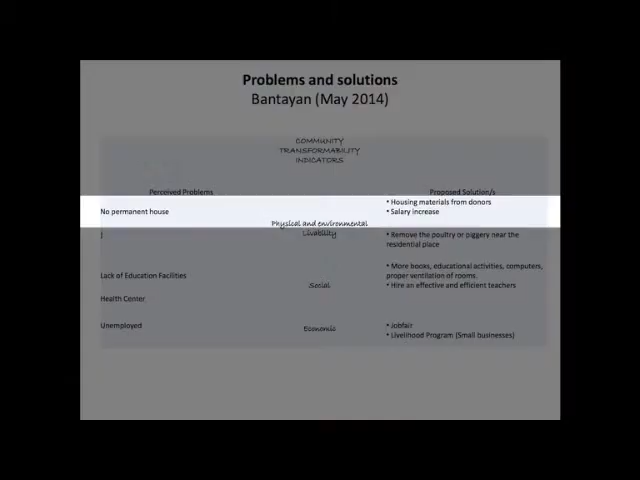 Problems and solutions
Bantayan (May 2014)
COMMUNITY
TRANSFORMABILITY
INDICATORS
Perceived Problems
Proposed Solution/s
No permanent house
• Housing materials from donors
• Salary increase
Physical and environmental
Livability
]
• Remove the poultry or piggery near the
residential place
Lack of Education Facilities
Social
• More books, educational activities, computers,
proper ventilation of rooms.
• Hire an effective and efficient teachers
Health Center
Unemployed
Economic
• Jobfair
• Livelihood Program (Small businesses)